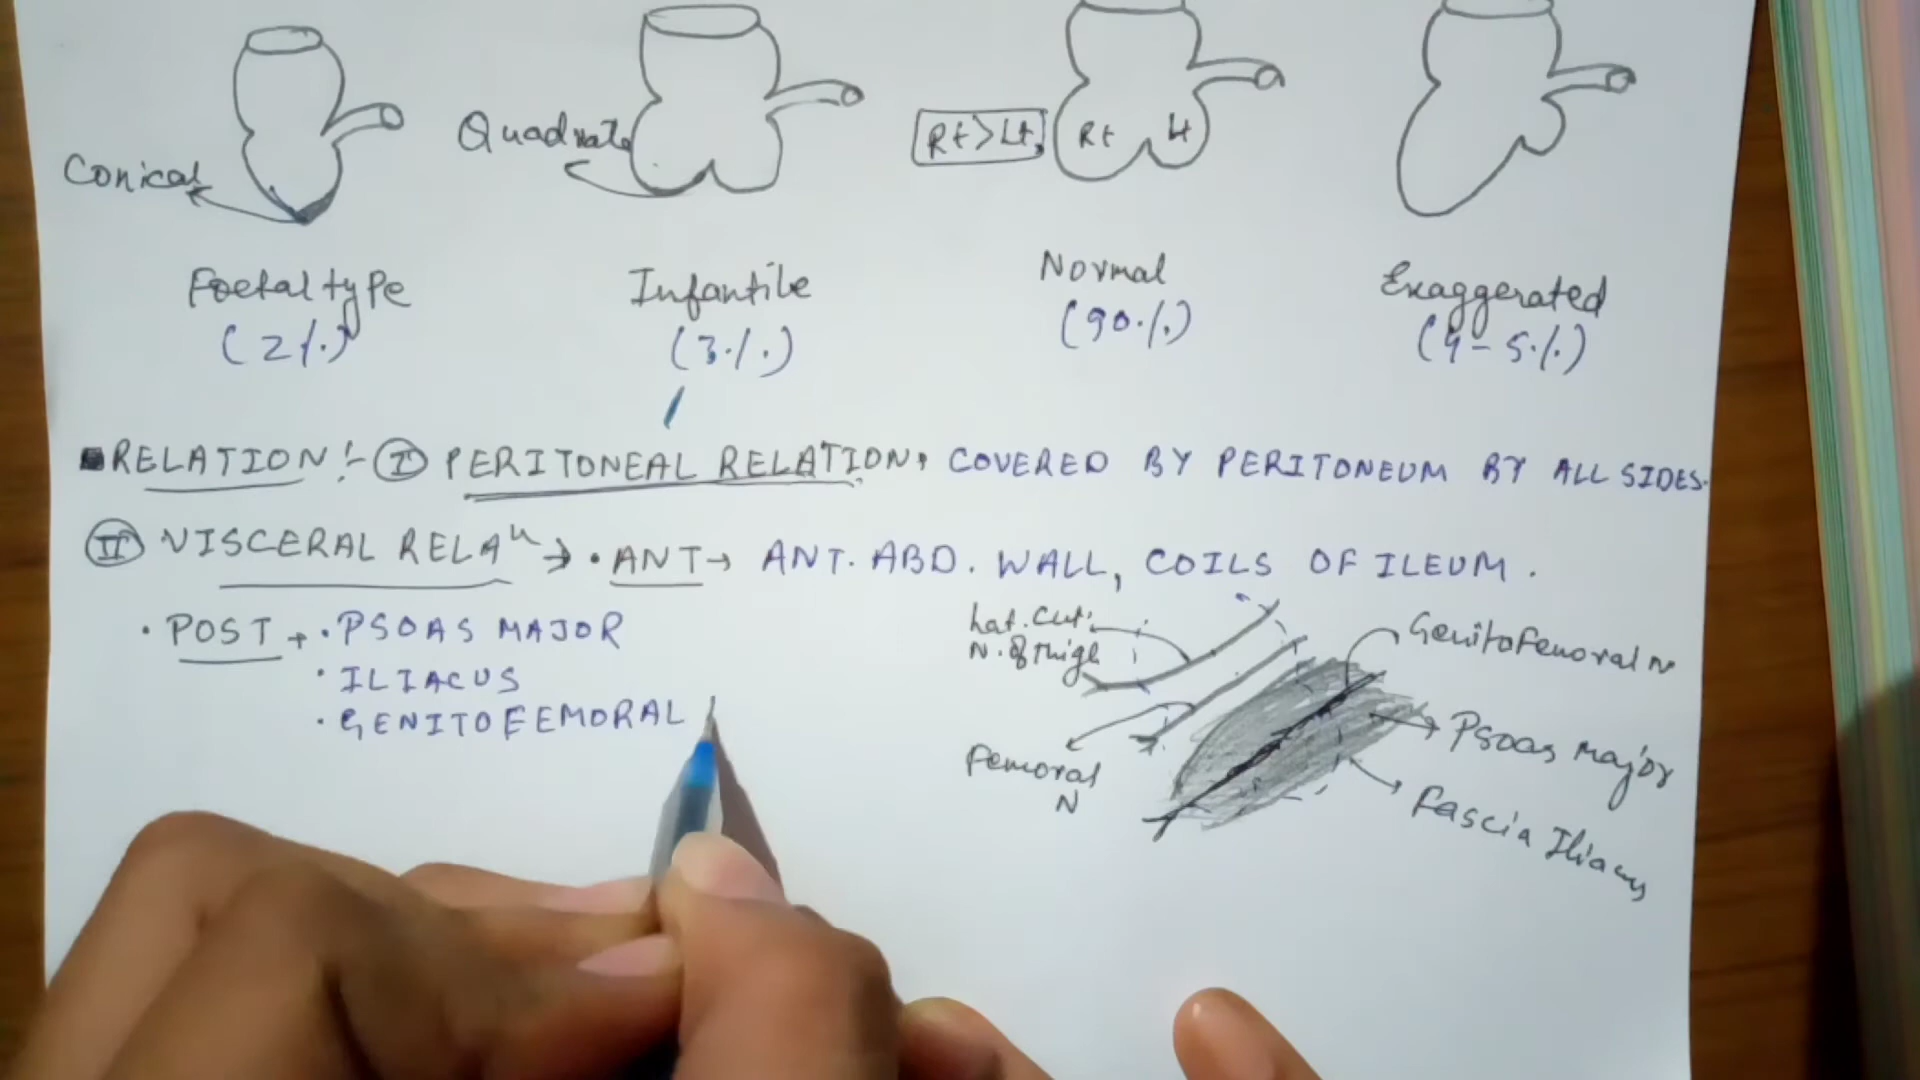 Conical
Quadrate
Rt>Lt.
Rt
Lt
Foetal type
(2%)
Infantile
(3%)
Normal
(90%)
Exaggerated
(4-5%)
RELATION :- (I) PERITONEAL RELATION, COVERED BY PERITONEUM BY ALL SIDES.
(II) VISCERAL RELAⁿ → • ANT → ANT. ABD. WALL, COILS OF ILEUM.
• POST → • PSOAS MAJOR
• ILIACUS
• GENITOFEMORAL
Lat. Cut.
N. of Thigh
Femoral
N
Genitofemoral N
Psoas Major
Fascia Iliacus